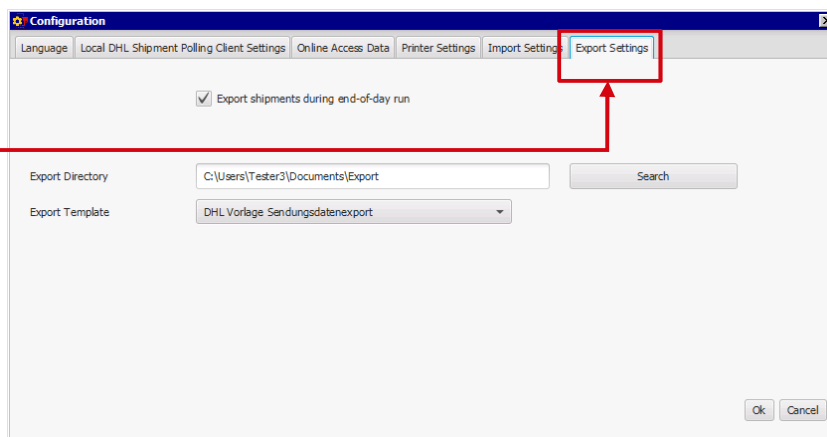 Configuration
Language Local DHL Shipment Polling Client Settings Online Access Data Printer Settings Import Settings Export Settings
Export shipments during end-of-day run
Export Directory C:\Users\Tester3\Documents\Export Search
Export Template DHL Vorlage Sendungsdatenexport
Ok Cancel